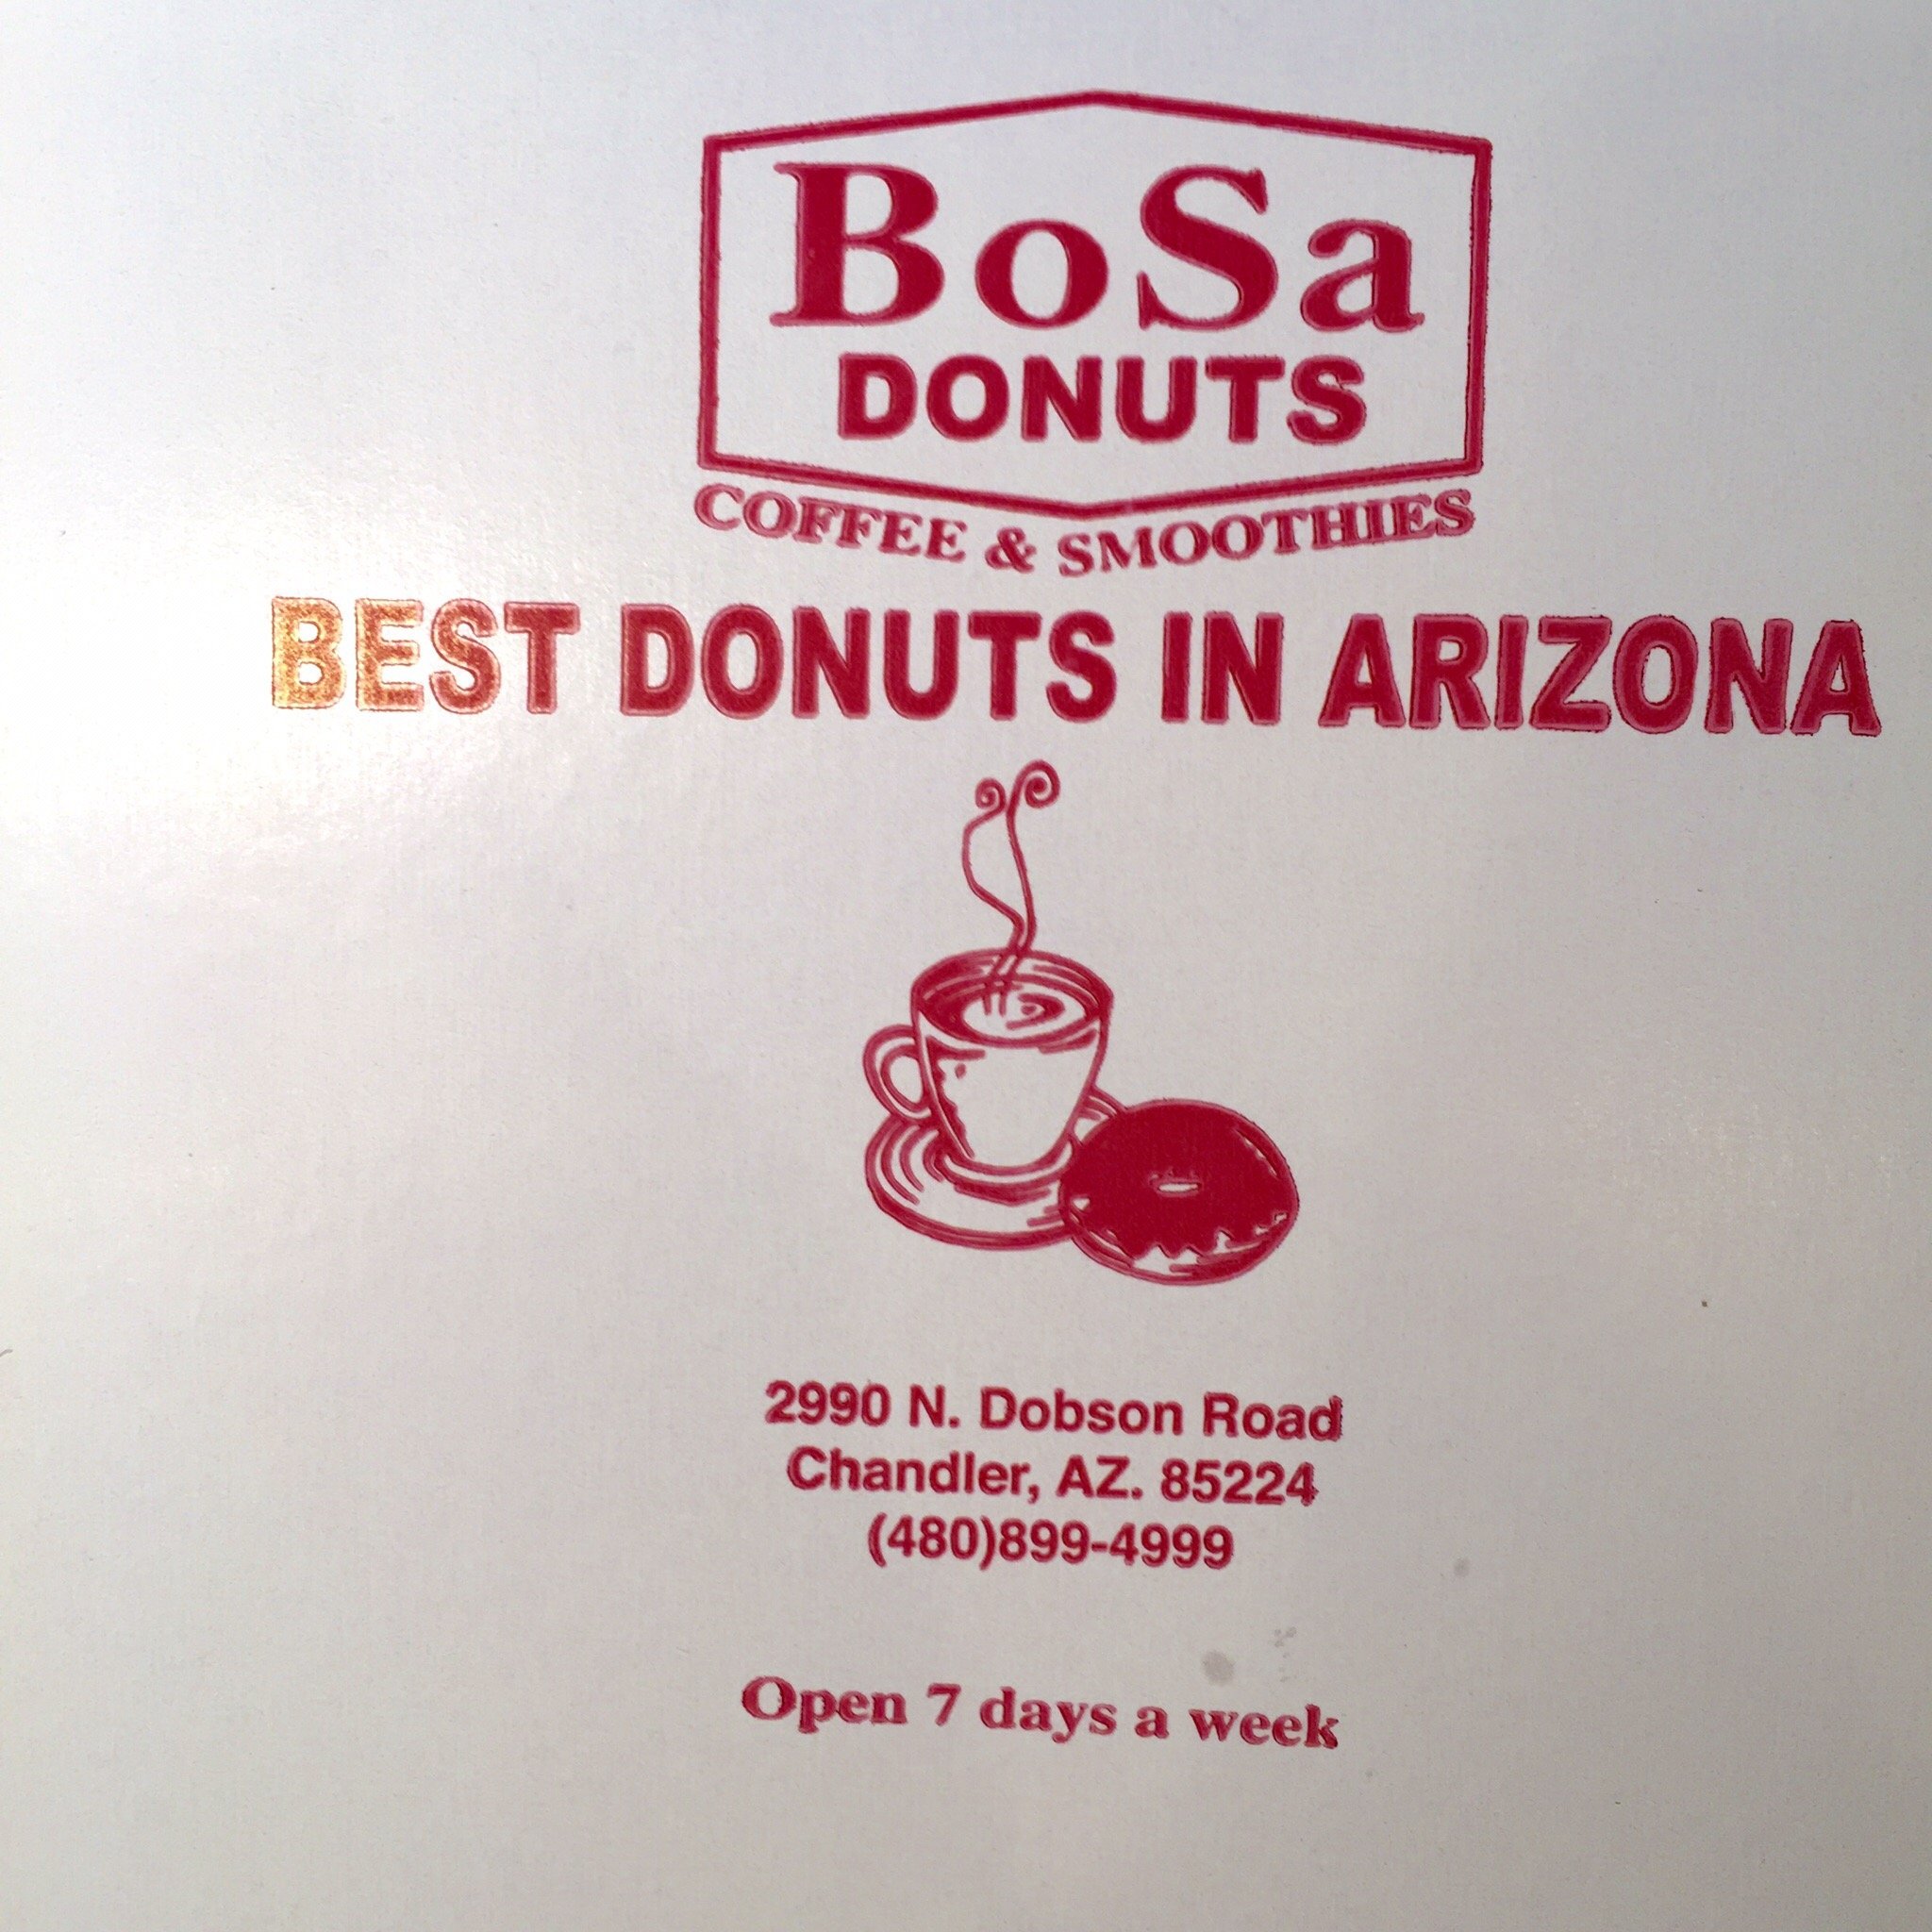 BoSa
DONUTS
COFFEE & SMOOTHIES
BEST DONUTS IN ARIZONA
2990 N. Dobson Road
Chandler, AZ. 85224
(480)899-4999
Open 7 days a week